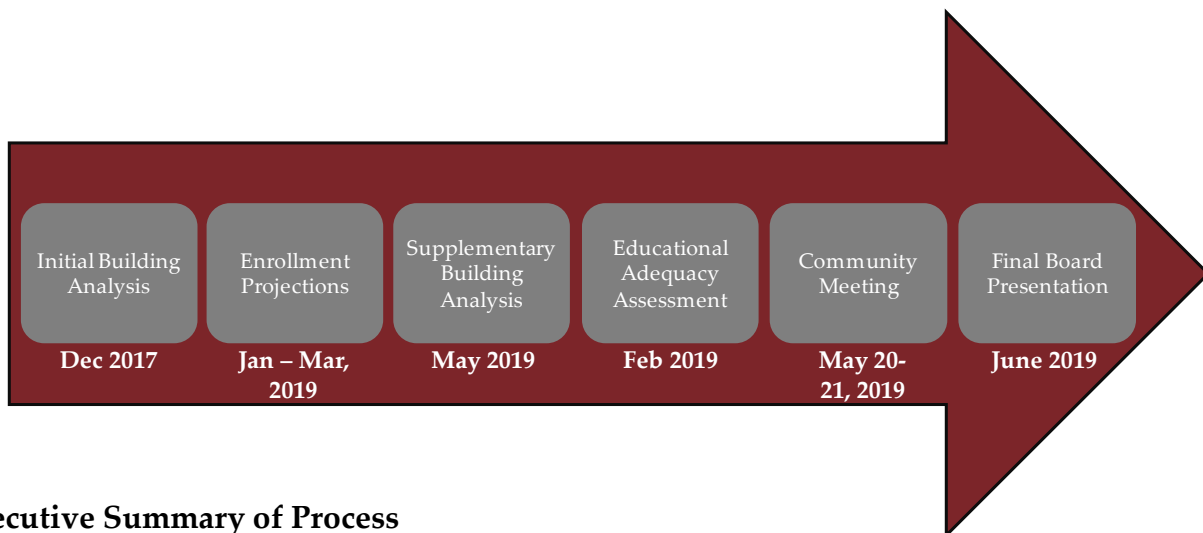 Initial Building
Analysis
Dec 2017
Enrollment
Projections
Jan – Mar,
2019
Supplementary
Building
Analysis
May 2019
Educational
Adequacy
Assessment
Feb 2019
Community
Meeting
May 20-
21, 2019
Final Board
Presentation
June 2019
ecutive Summary of Process